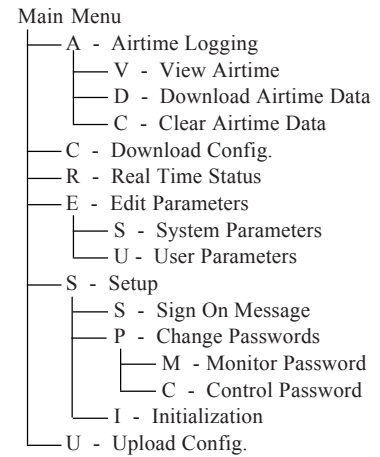 Main Menu
A - Airtime Logging
V - View Airtime
D - Download Airtime Data
C - Clear Airtime Data
C - Download Config.
R - Real Time Status
E - Edit Parameters
S - System Parameters
U - User Parameters
S - Setup
S - Sign On Message
P - Change Passwords
M - Monitor Password
C - Control Password
I - Initialization
U - Upload Config.